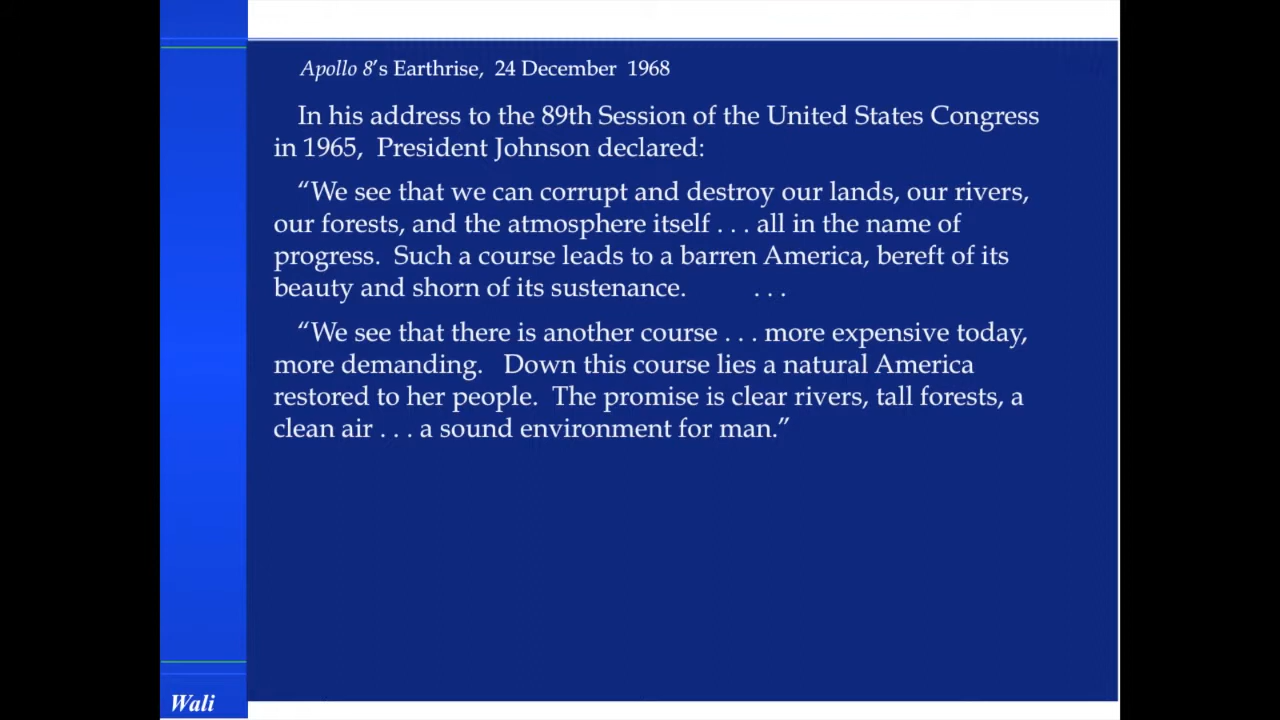 Apollo 8's Earthrise, 24 December 1968
In his address to the 89th Session of the United States Congress
in 1965, President Johnson declared:
“We see that we can corrupt and destroy our lands, our rivers,
our forests, and the atmosphere itself . . . all in the name of
progress. Such a course leads to a barren America, bereft of its
beauty and shorn of its sustenance. . . .
“We see that there is another course . . . more expensive today,
more demanding. Down this course lies a natural America
restored to her people. The promise is clear rivers, tall forests, a
clean air . . . a sound environment for man.”
Wali